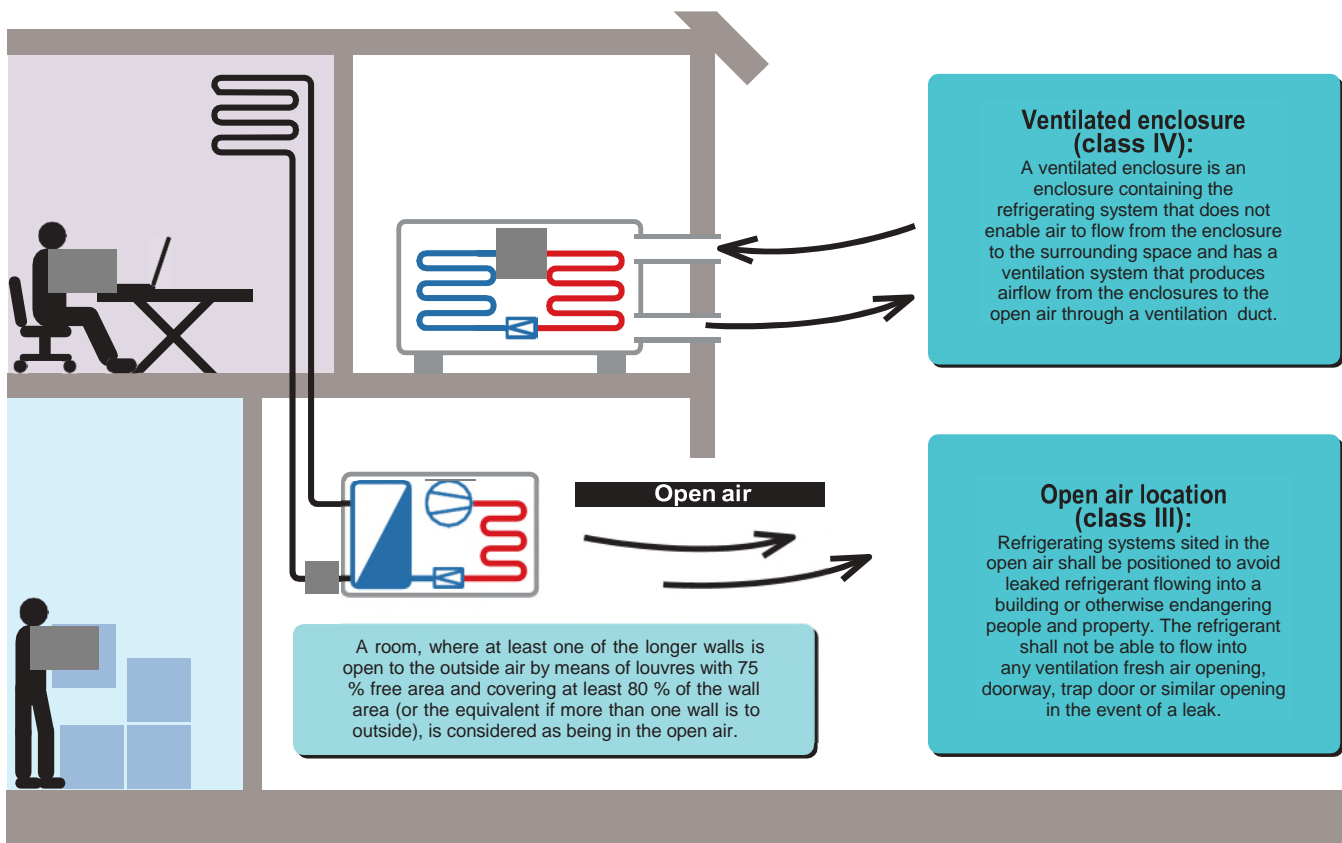 Ventilated enclosure
(class IV):
A ventilated enclosure is an
enclosure containing the
refrigerating system that does not
enable air to flow from the enclosure
to the surrounding space and has a
ventilation system that produces
airflow from the enclosures to the
open air through a ventilation duct.
Open air
Open air location
(class III):
Refrigerating systems sited in the
open air shall be positioned to avoid
leaked refrigerant flowing into a
building or otherwise endangering
people and property. The refrigerant
shall not be able to flow into
any ventilation fresh air opening,
doorway, trap door or similar opening
in the event of a leak.
A room, where at least one of the longer walls is
open to the outside air by means of louvres with 75
% free area and covering at least 80 % of the wall
area (or the equivalent if more than one wall is to
outside), is considered as being in the open air.